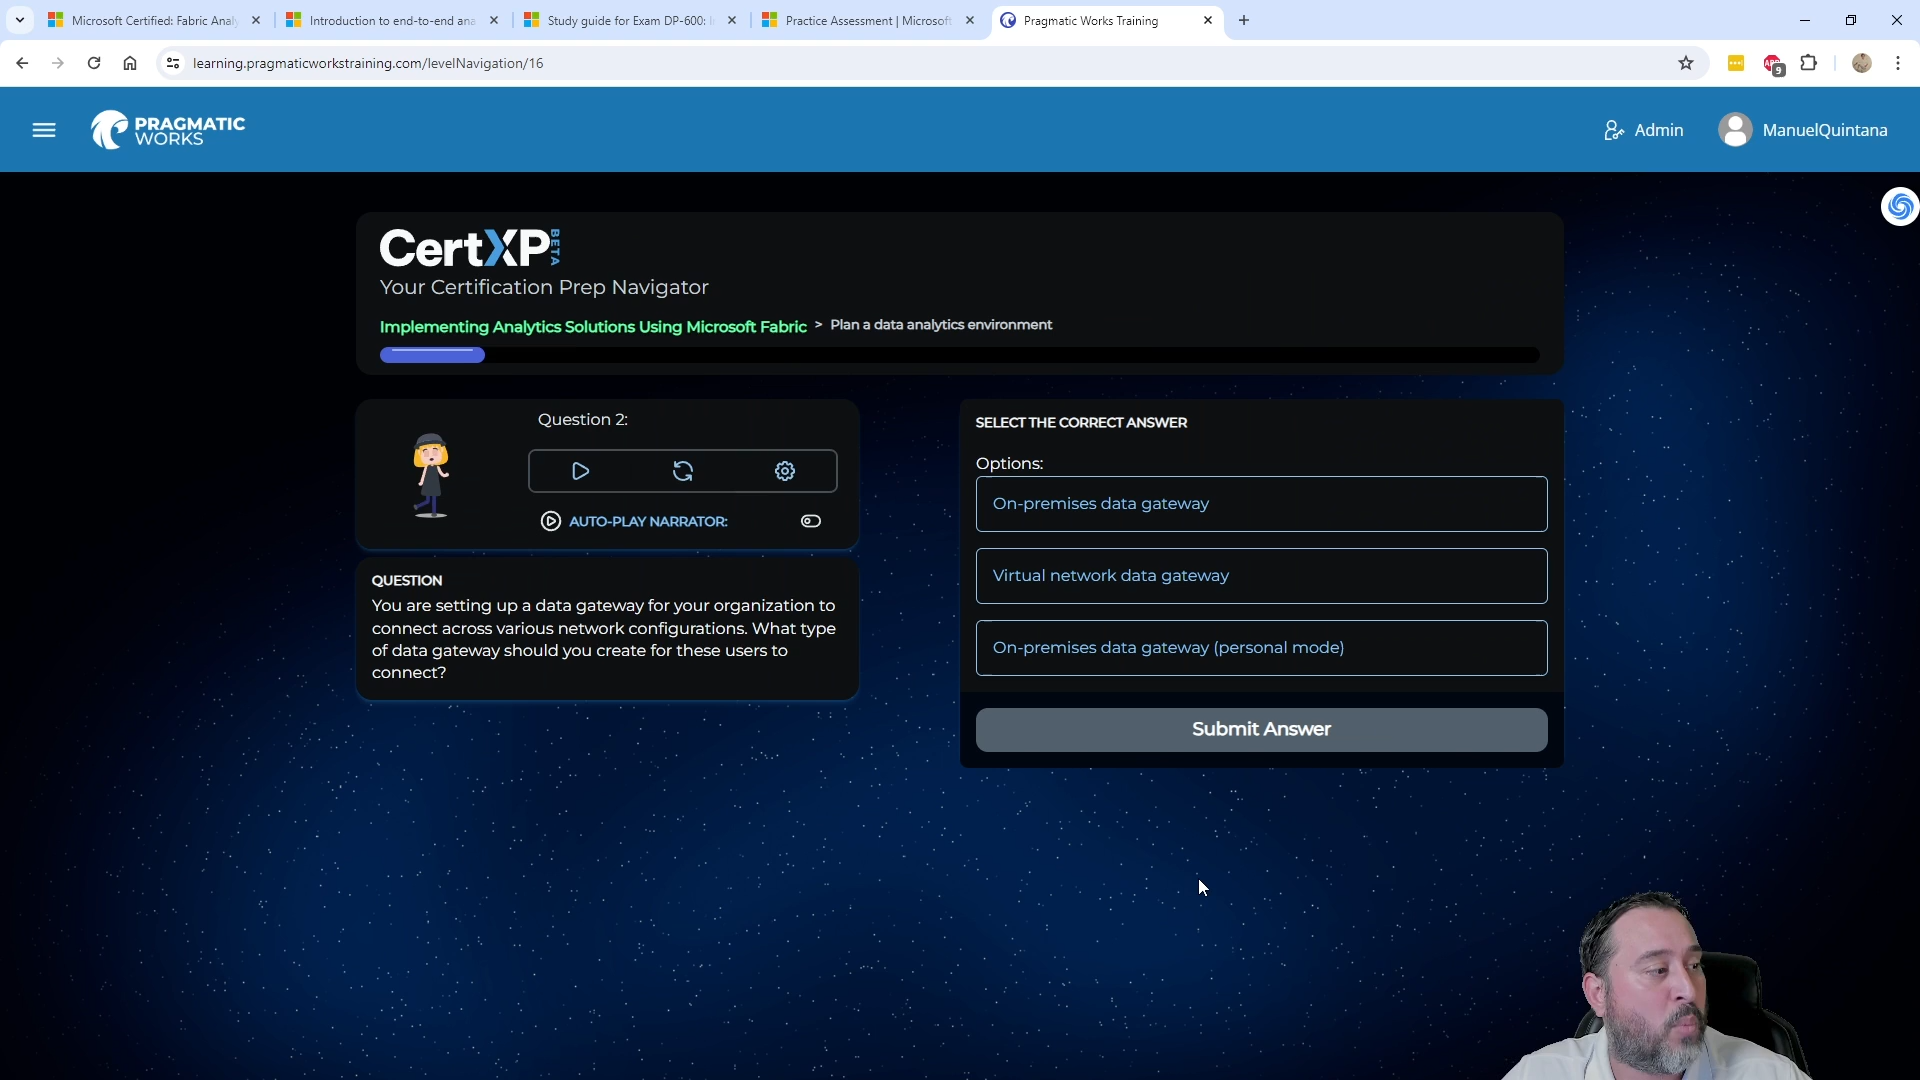 Microsoft Certified: Fabric Analy
Introduction to end-to-end ana
Study guide for Exam DP-600: I
Practice Assessment | Microsoft
Pragmatic Works Training
learning.pragmaticworkstraining.com/levelNavigation/16
ABP
9
PRAGMATIC
WORKS
Admin
ManuelQuintana
CertXP BETA
Your Certification Prep Navigator
Implementing Analytics Solutions Using Microsoft Fabric > Plan a data analytics environment
Question 2:
AUTO-PLAY NARRATOR:
QUESTION
You are setting up a data gateway for your organization to
connect across various network configurations. What type
of data gateway should you create for these users to
connect?
SELECT THE CORRECT ANSWER
Options:
On-premises data gateway
Virtual network data gateway
On-premises data gateway (personal mode)
Submit Answer